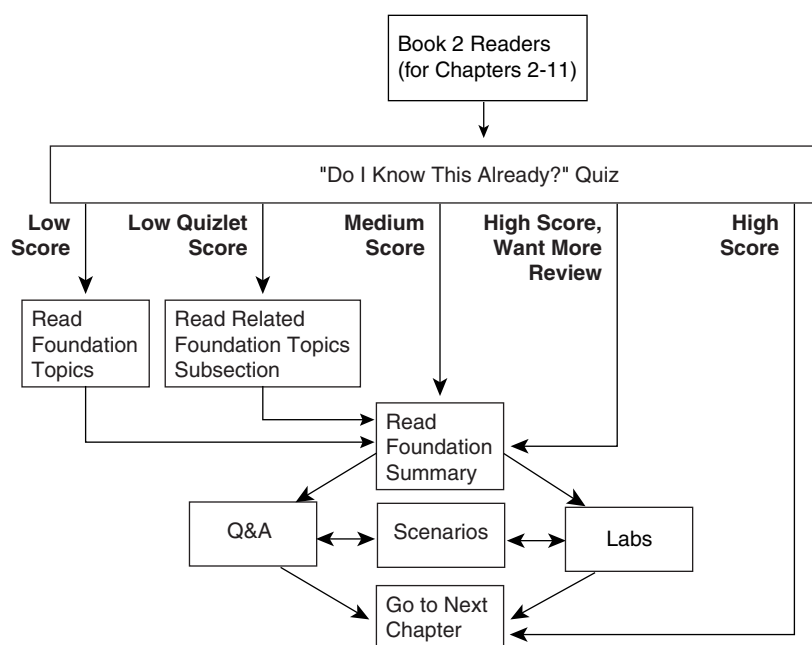 Book 2 Readers
(for Chapters 2-11)
"Do I Know This Already?" Quiz
Low
Score
Low Quizlet
Score
Medium
Score
High Score,
Want More
Review
High
Score
Read
Foundation
Topics
Read Related
Foundation Topics
Subsection
Read
Foundation
Summary
Q&A
Scenarios
Labs
Go to Next
Chapter